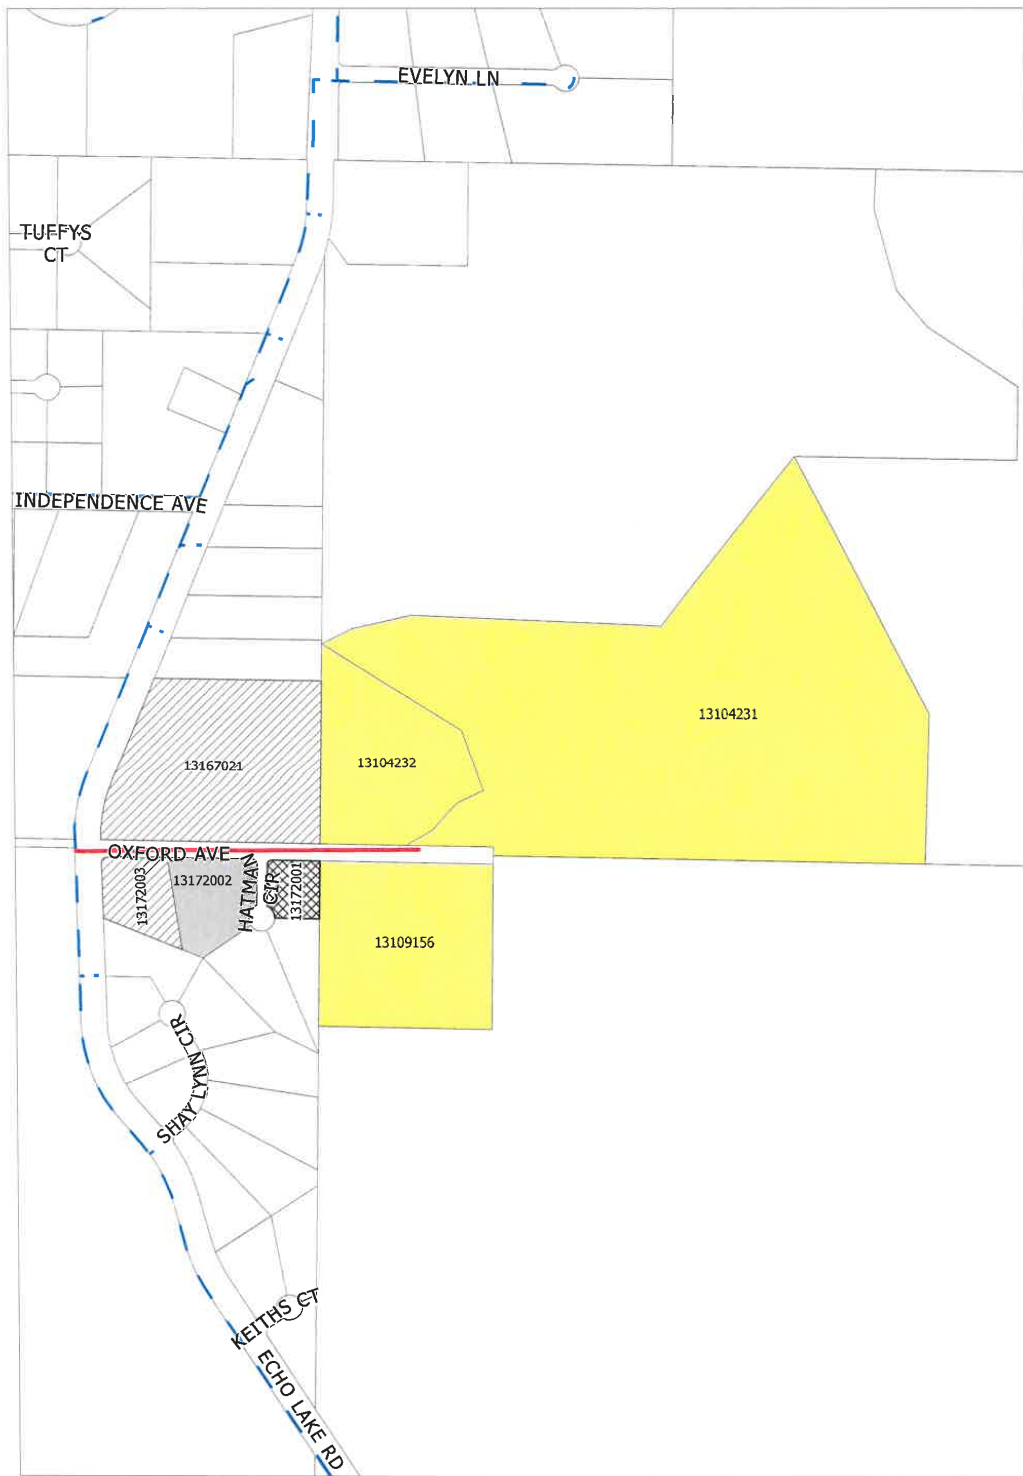 EVELYN LN
TUFFYS
CT
INDEPENDENCE AVE
13104231
13167021
13104232
OXFORD AVE
13172003
13172002
HATMAN
CIR
13172001
13109156
SHAY LYNN CIR
KEITHS CT
ECHO LAKE RD